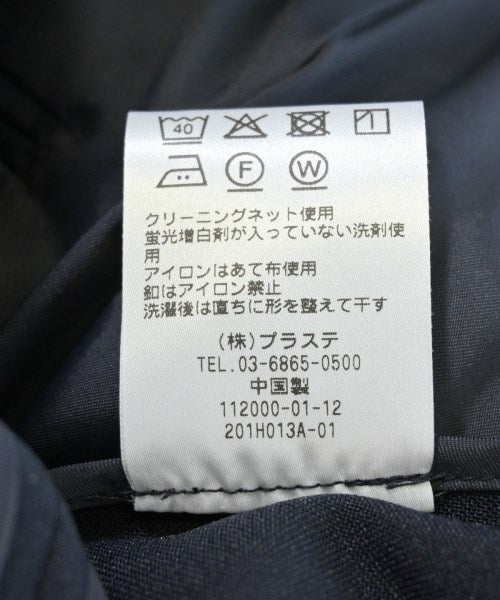 40
F W
クリーニングネット使用
蛍光増白剤が入っていない洗剤使
用
アイロンはあて布使用
釦はアイロン禁止
洗濯後は直ちに形を整えて干す
(株)プラステ
TEL.03-6865-0500
中国製
112000-01-12
201H013A-01